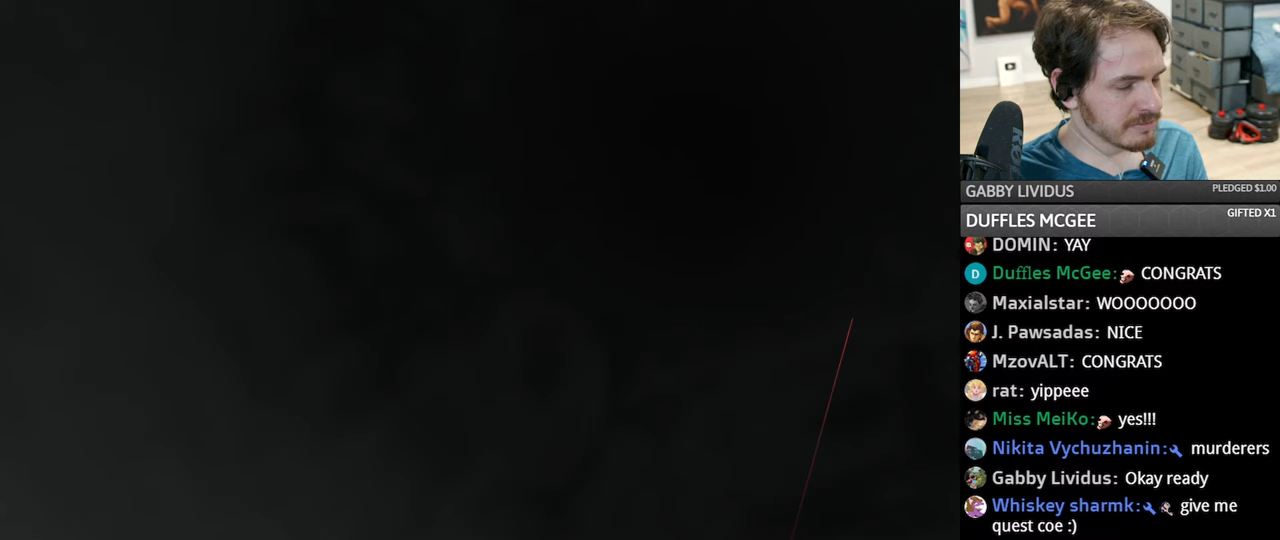 GABBY LIVIDUS PLEDGED $1.00
DUFFLES MCGEE GIFTED X1
DOMIN: YAY
D Duffles McGee: CONGRATS
Maxialstar: WOOOOOOO
J. Pawsadas: NICE
MzovALT: CONGRATS
rat: yippeee
Miss MeiKo: yes!!!
Nikita Vychuzhanin: murderers
Gabby Lividus: Okay ready
Whiskey sharmk: give me
quest coe :)